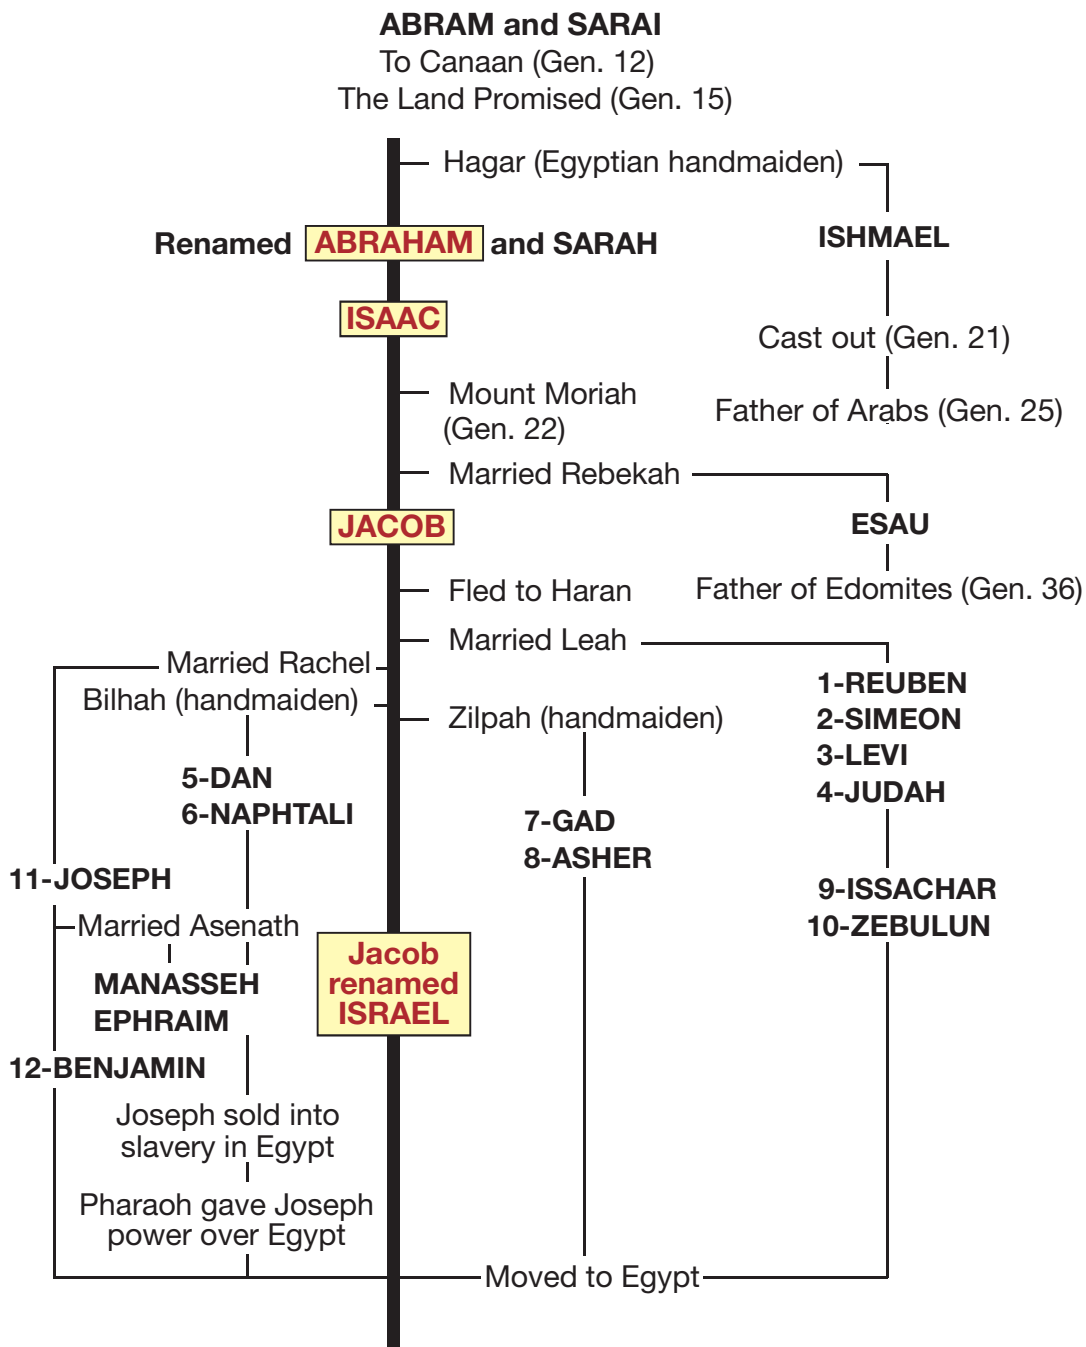 ABRAM and SARAI
To Canaan (Gen. 12)
The Land Promised (Gen. 15)
Hagar (Egyptian handmaiden)
Renamed ABRAHAM and SARAH
ISHMAEL
ISAAC
Cast out (Gen. 21)
Mount Moriah
(Gen. 22)
Father of Arabs (Gen. 25)
Married Rebekah
JACOB
ESAU
Fled to Haran
Father of Edomites (Gen. 36)
Married Leah
Married Rachel
Bilhah (handmaiden)
Zilpah (handmaiden)
1-REUBEN
2-SIMEON
3-LEVI
4-JUDAH
5-DAN
6-NAPHTALI
7-GAD
8-ASHER
11-JOSEPH
9-ISSACHAR
10-ZEBULUN
Married Asenath
MANASSEH
EPHRAIM
Jacob
renamed
ISRAEL
12-BENJAMIN
Joseph sold into
slavery in Egypt
Pharaoh gave Joseph
power over Egypt
Moved to Egypt